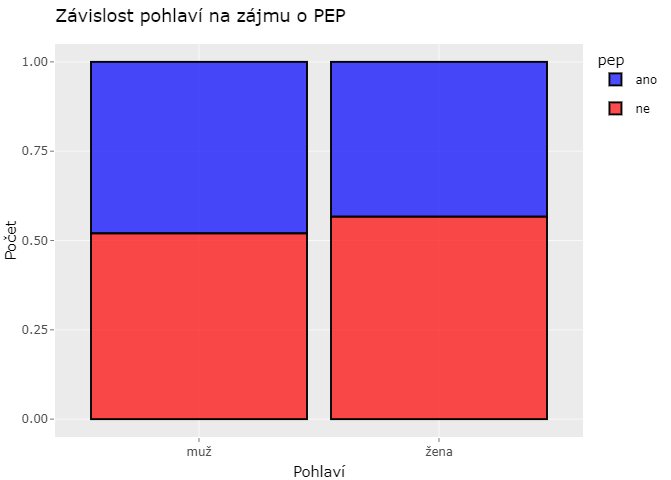 Závislost pohlaví na zájmu o PEP
pep
ano
ne
1.00
0.75
0.50
0.25
0.00
Počet
muž
žena
Pohlaví